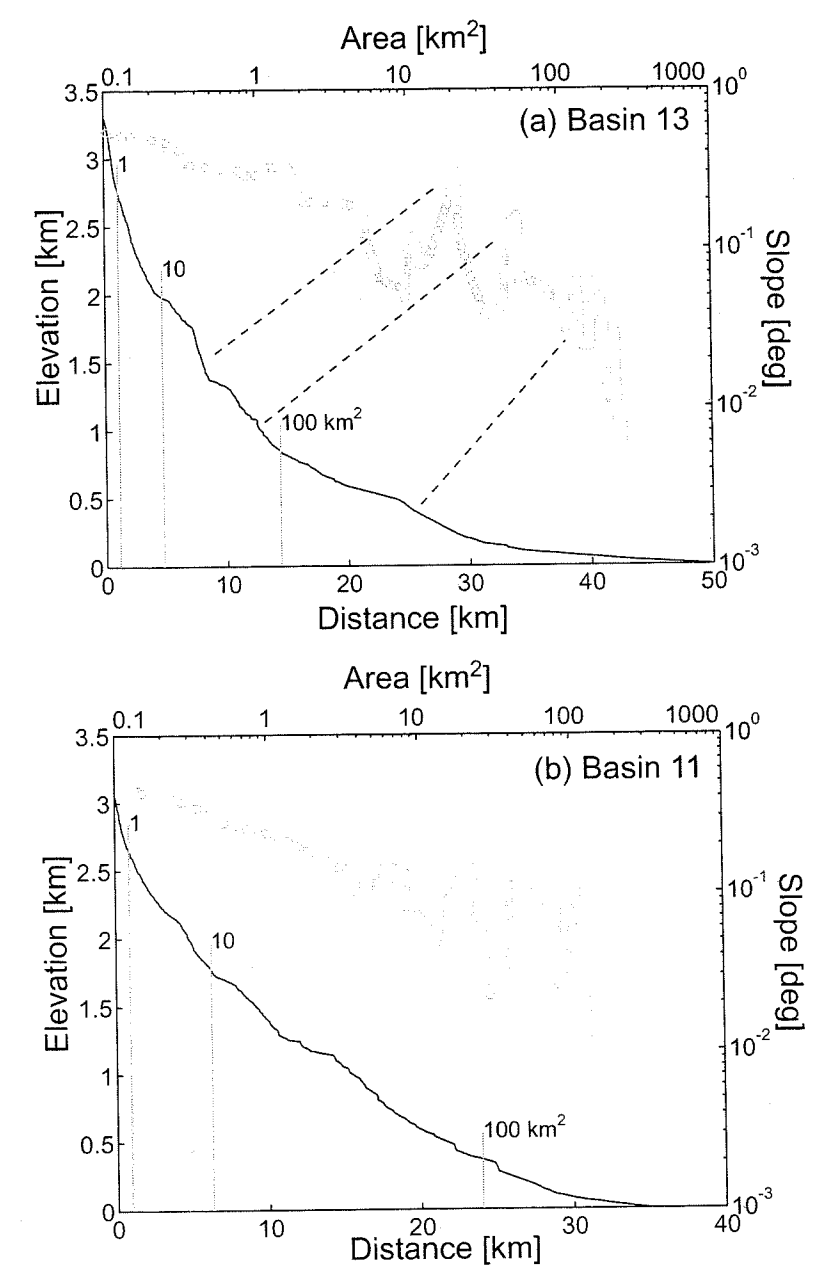 Area [km2]
0.1 1 10 100 1000 100
3.5 (a) Basin 13
3 1
2.5 10-1
10
2
1.5
10-2
1 100 km2
0.5
0 10-3
0 10 20 30 40 50
Elevation [km]
Slope [deg]
Distance [km]
Area [km2]
0.1 1 10 100 1000 100
3.5 (b) Basin 11
3 1
2.5 10-1
2 10
1.5
10-2
1
100 km2
0.5
0 10-3
0 10 20 30 40
Elevation [km]
Slope [deg]
Distance [km]